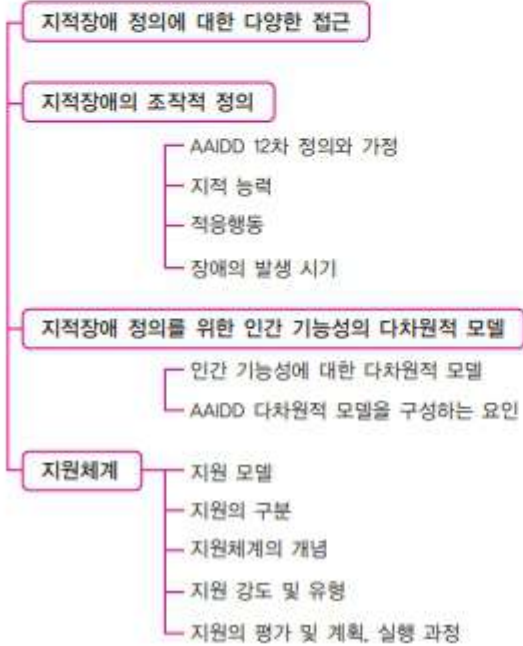 지적장애 정의에 대한 다양한 접근
지적장애의 조작적 정의
AAIDD 12차 정의와 가정
지적 능력
적응행동
장애의 발생 시기
지적장애 정의를 위한 인간 기능성의 다차원적 모델
인간 기능성에 대한 다차원적 모델
AAIDD 다차원적 모델을 구성하는 요인
지원체계
지원 모델
지원의 구분
지원체계의 개념
지원 강도 및 유형
지원의 평가 및 계획, 실행 과정